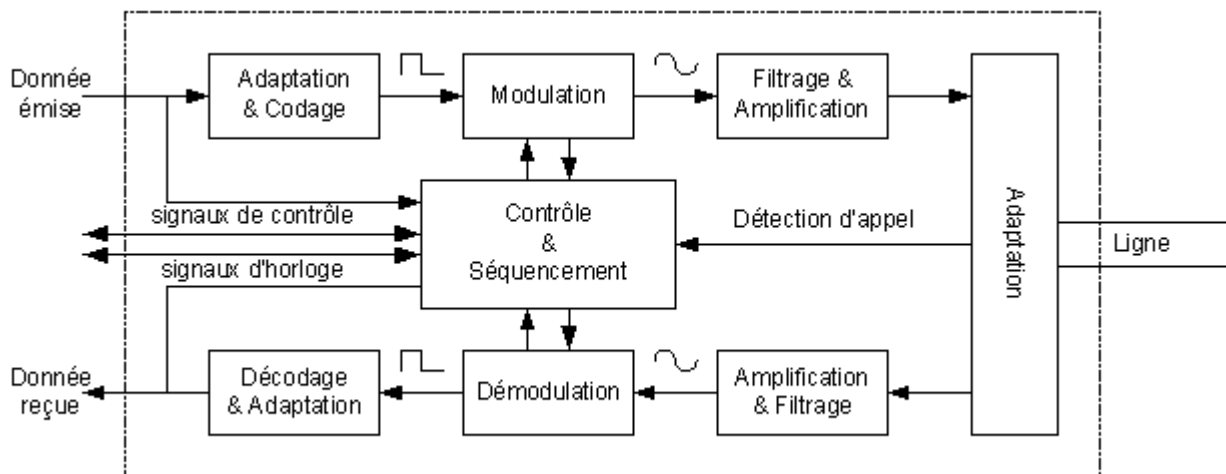 Donnée
émise
Adaptation
& Codage
Modulation
Filtrage &
Amplification
signaux de contrôle
signaux d'horloge
Contrôle
&
Séquencement
Détection d'appel
Adaptation
Ligne
Donnée
reçue
Décodage
& Adaptation
Démodulation
Amplification
& Filtrage